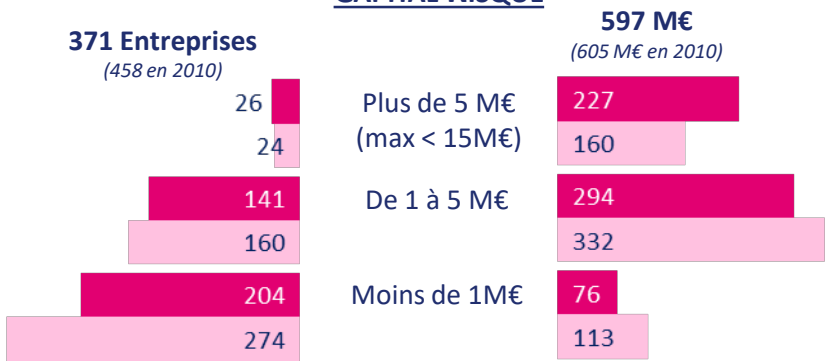 371 Entreprises
(458 en 2010)
597 M€
(605 M€ en 2010)
26
Plus de 5 M€
227
24
(max < 15M€)
160
141
De 1 à 5 M€
294
160
332
204
Moins de 1M€
76
274
113